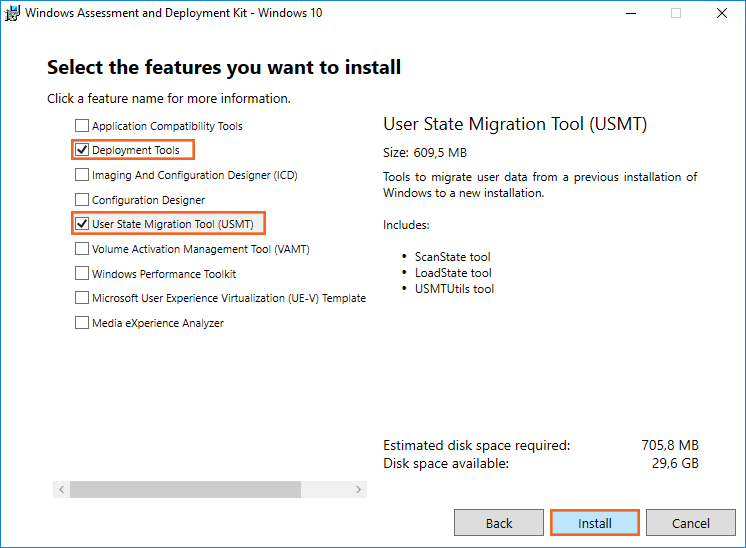 Windows Assessment and Deployment Kit - Windows 10
Select the features you want to install
Click a feature name for more information.
Application Compatibility Tools
Deployment Tools
Imaging And Configuration Designer (ICD)
Configuration Designer
User State Migration Tool (USMT)
Volume Activation Management Tool (VAMT)
Windows Performance Toolkit
Microsoft User Experience Virtualization (UE-V) Template
Media eXperience Analyzer
User State Migration Tool (USMT)
Size: 609,5 MB
Tools to migrate user data from a previous installation of
Windows to a new installation.
Includes:
• ScanState tool
• LoadState tool
• USMTUtils tool
Estimated disk space required: 705,8 MB
Disk space available: 29,6 GB
Back Install Cancel